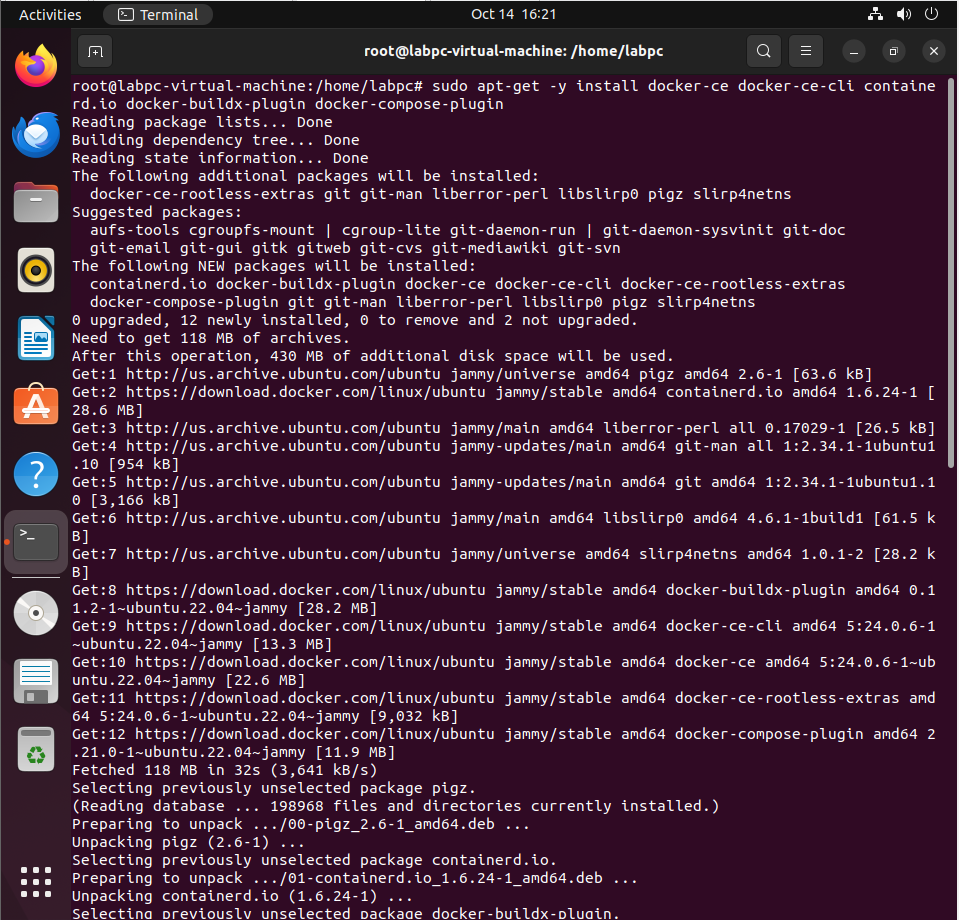 Activities
Terminal
Oct 14 16:21
root@labpc-virtual-machine: /home/labpc
root@labpc-virtual-machine:/home/labpc# sudo apt-get -y install docker-ce docker-ce-cli containe
rd.io docker-buildx-plugin docker-compose-plugin
Reading package lists... Done
Building dependency tree... Done
Reading state information... Done
The following additional packages will be installed:
  docker-ce-rootless-extras git git-man liberror-perl libslirp0 pigz slirp4netns
Suggested packages:
  aufs-tools cgroupfs-mount | cgroup-lite git-daemon-run | git-daemon-sysvinit git-doc
  git-email git-gui gitk gitweb git-cvs git-mediawiki git-svn
The following NEW packages will be installed:
  containerd.io docker-buildx-plugin docker-ce docker-ce-cli docker-ce-rootless-extras
  docker-compose-plugin git git-man liberror-perl libslirp0 pigz slirp4netns
0 upgraded, 12 newly installed, 0 to remove and 2 not upgraded.
Need to get 118 MB of archives.
After this operation, 430 MB of additional disk space will be used.
Get:1 http://us.archive.ubuntu.com/ubuntu jammy/universe amd64 pigz amd64 2.6-1 [63.6 kB]
Get:2 https://download.docker.com/linux/ubuntu jammy/stable amd64 containerd.io amd64 1.6.24-1 [
28.6 MB]
Get:3 http://us.archive.ubuntu.com/ubuntu jammy/main amd64 liberror-perl all 0.17029-1 [26.5 kB]
Get:4 http://us.archive.ubuntu.com/ubuntu jammy-updates/main amd64 git-man all 1:2.34.1-1ubuntu1
.10 [954 kB]
Get:5 http://us.archive.ubuntu.com/ubuntu jammy-updates/main amd64 git amd64 1:2.34.1-1ubuntu1.1
0 [3,166 kB]
Get:6 http://us.archive.ubuntu.com/ubuntu jammy/main amd64 libslirp0 amd64 4.6.1-1build1 [61.5 k
B]
Get:7 http://us.archive.ubuntu.com/ubuntu jammy/universe amd64 slirp4netns amd64 1.0.1-2 [28.2 k
B]
Get:8 https://download.docker.com/linux/ubuntu jammy/stable amd64 docker-buildx-plugin amd64 0.1
1.2-1~ubuntu.22.04~jammy [28.2 MB]
Get:9 https://download.docker.com/linux/ubuntu jammy/stable amd64 docker-ce-cli amd64 5:24.0.6-1
~ubuntu.22.04~jammy [13.3 MB]
Get:10 https://download.docker.com/linux/ubuntu jammy/stable amd64 docker-ce amd64 5:24.0.6-1~ub
untu.22.04~jammy [22.6 MB]
Get:11 https://download.docker.com/linux/ubuntu jammy/stable amd64 docker-ce-rootless-extras amd
64 5:24.0.6-1~ubuntu.22.04~jammy [9,032 kB]
Get:12 https://download.docker.com/linux/ubuntu jammy/stable amd64 docker-compose-plugin amd64 2
.21.0-1~ubuntu.22.04~jammy [11.9 MB]
Fetched 118 MB in 32s (3,641 kB/s)
Selecting previously unselected package pigz.
(Reading database ... 198968 files and directories currently installed.)
Preparing to unpack .../00-pigz_2.6-1_amd64.deb ...
Unpacking pigz (2.6-1) ...
Selecting previously unselected package containerd.io.
Preparing to unpack .../01-containerd.io_1.6.24-1_amd64.deb ...
Unpacking containerd.io (1.6.24-1) ...
Selecting previously unselected package docker-buildx-plugin.